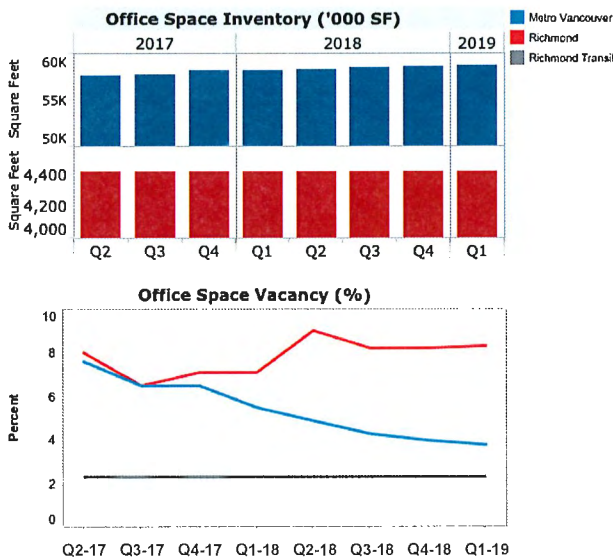 Office Space Inventory ('000 SF)
Metro Vancouver
Richmond
2017 2018 2019
60K
55K
50K
Square Feet
4,400
4,200
4,000
Square Feet
Q2 Q3 Q4 Q1 Q2 Q3 Q4 Q1
Richmond Transit
Office Space Vacancy (%)
10
8
6
4
2
0
Percent
Q2-17 Q3-17 Q4-17 Q1-18 Q2-18 Q3-18 Q4-18 Q1-19